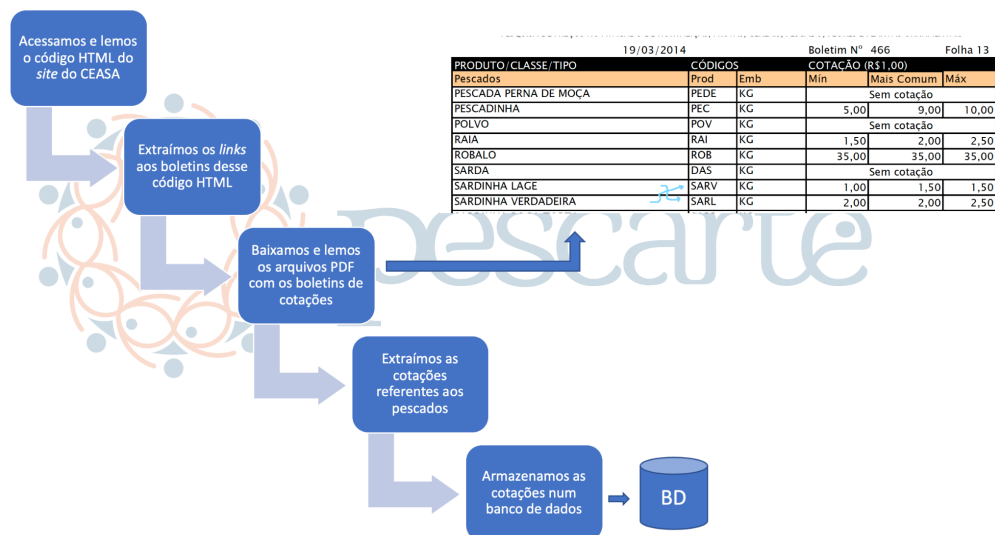 Acessamos e lemos
o código HTML do
site do CEASA
Extraímos os links
aos boletins desse
código HTML
Baixamos e lemos
os arquivos PDF
com os boletins de
cotações
Extraímos as
cotações
referentes aos
pescados
Armazenamos as
cotações num
banco de dados
BD
19/03/2014 Boletim Nº 466 Folha 13
PRODUTO/CLASSE/TIPO CÓDIGOS COTAÇÃO (R$1,00)
Pescados Prod Emb Mín Mais Comum Máx
PESCADA PERNA DE MOÇA PEDE KG Sem cotação
PESCADINHA PEC KG 5,00 9,00 10,00
POLVO POV KG Sem cotação
RAIA RAI KG 1,50 2,00 2,50
ROBALO ROB KG 35,00 35,00 35,00
SARDA DAS KG Sem cotação
SARDINHA LAGE SARV KG 1,00 1,50 1,50
SARDINHA VERDADEIRA SARL KG 2,00 2,00 2,50
pescarte